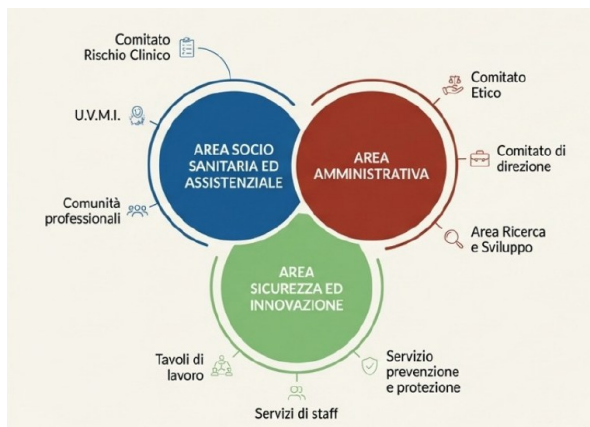 Comitato
Rischio Clinico
U.V.M.I.
Comunità
professionali
AREA SOCIO
SANITARIA ED
ASSISTENZIALE
AREA
AMMINISTRATIVA
Comitato
Etico
Comitato di
direzione
Area Ricerca
e Sviluppo
AREA
SICUREZZA ED
INNOVAZIONE
Tavoli di
lavoro
Servizi di staff
Servizio
prevenzione
e protezione